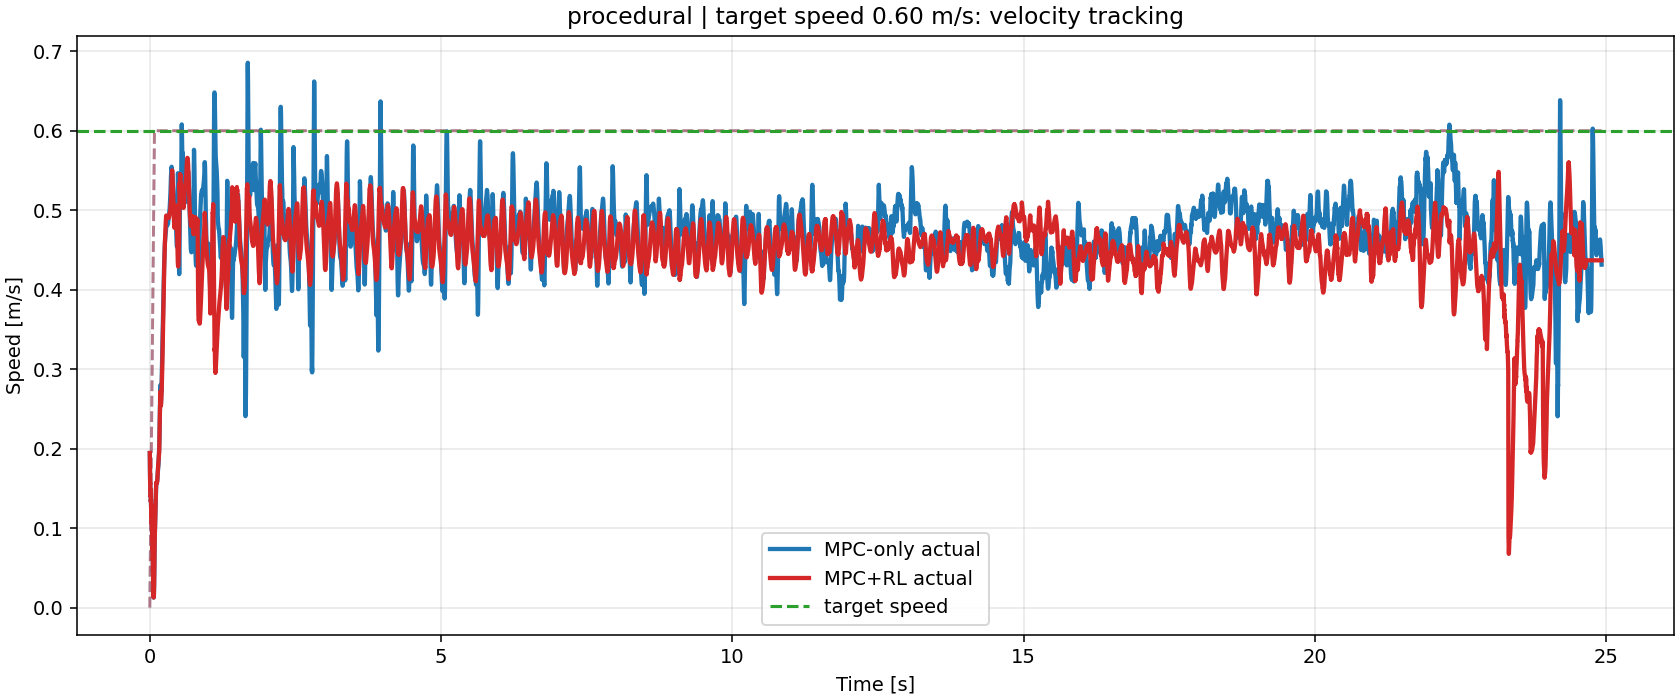 procedural | target speed 0.60 m/s: velocity tracking
0.7
0.6
0.5
0.4
0.3
0.2
0.1
0.0
Speed [m/s]
MPC-only actual
MPC+RL actual
target speed
0 5 10 15 20 25
Time [s]